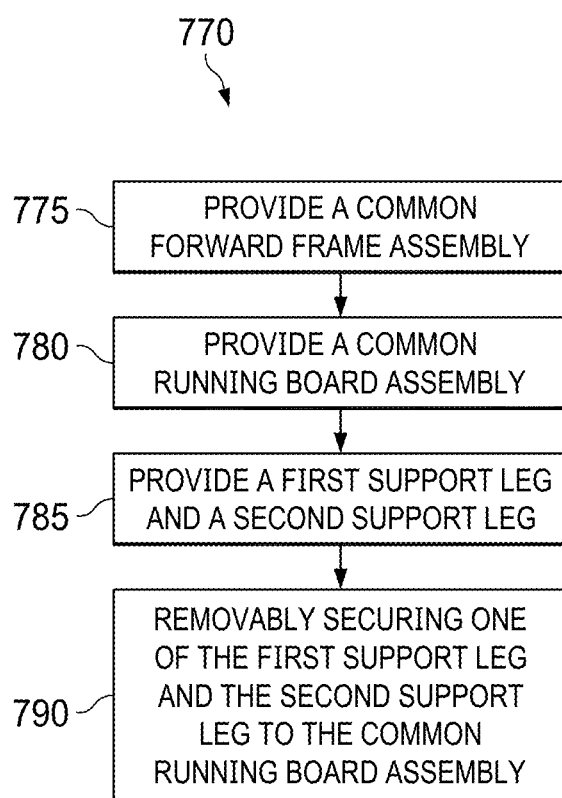 770
775
PROVIDE A COMMON
FORWARD FRAME ASSEMBLY
780
PROVIDE A COMMON
RUNNING BOARD ASSEMBLY
785
PROVIDE A FIRST SUPPORT LEG
AND A SECOND SUPPORT LEG
790
REMOVABLY SECURING ONE
OF THE FIRST SUPPORT LEG
AND THE SECOND SUPPORT
LEG TO THE COMMON
RUNNING BOARD ASSEMBLY